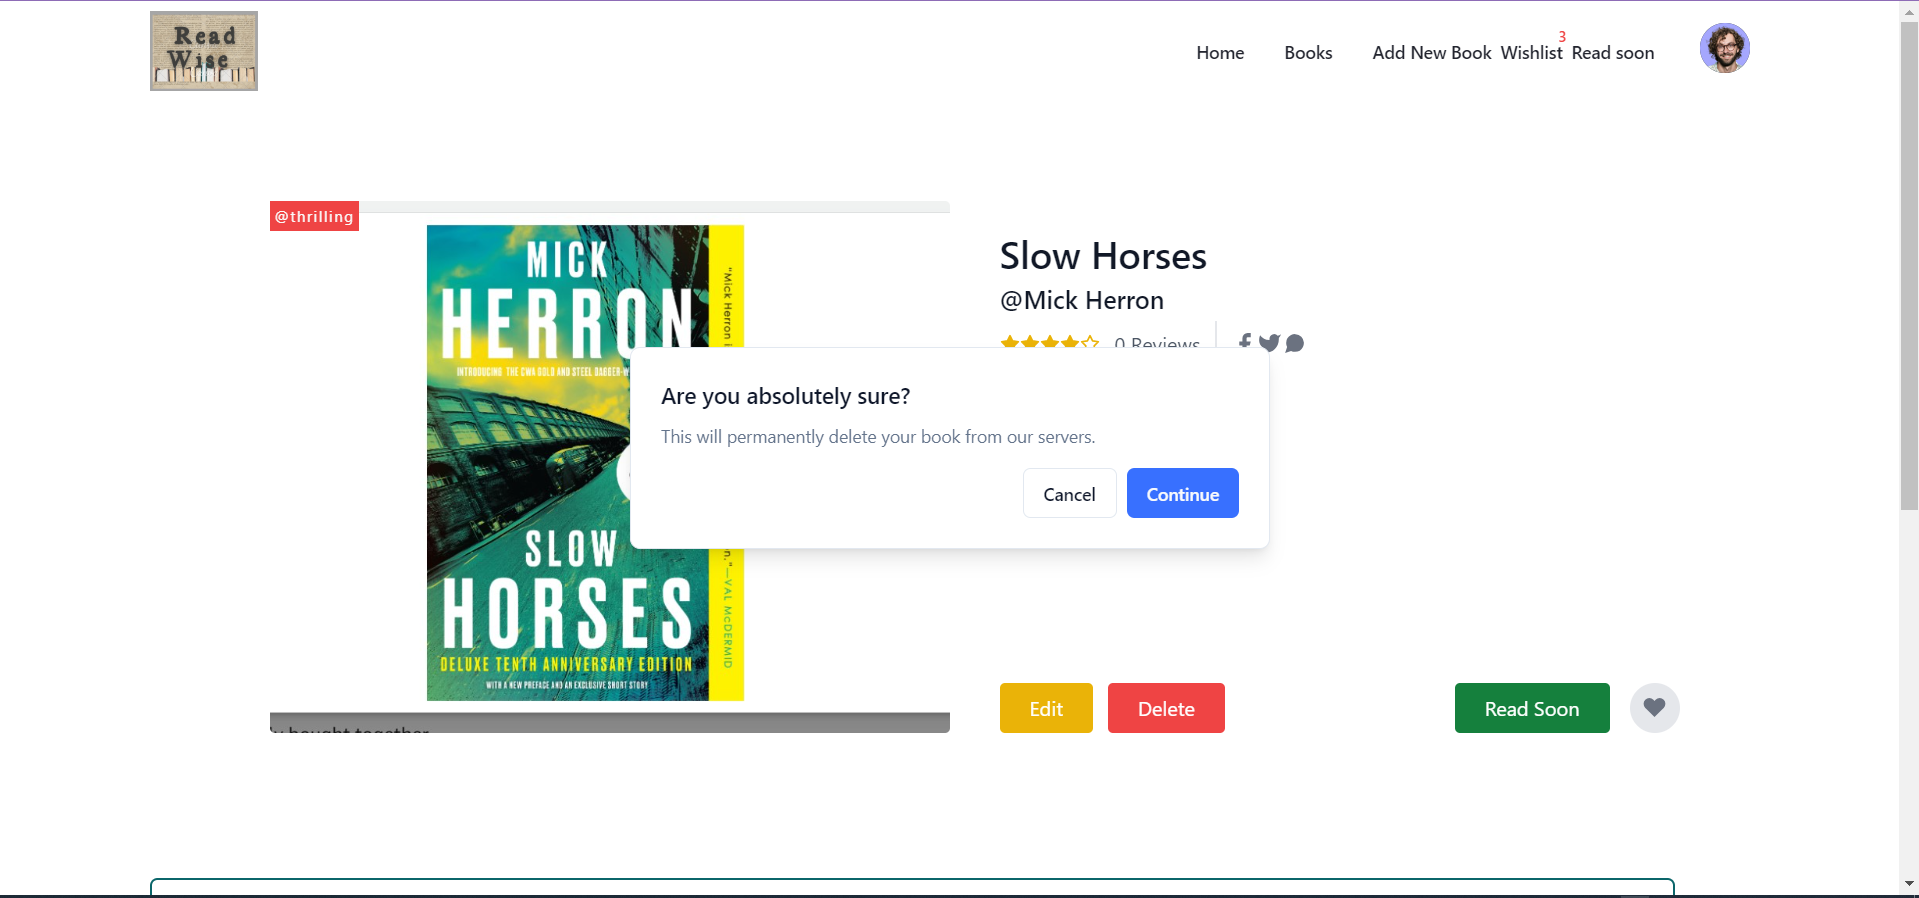 Read
Wise
Home Books Add New Book Wishlist 3 Read soon
@thrilling
MICK
HERRON
INTRODUCING THE CWA GOLD AND STEEL DAGGER-W
"Mick Herron
SLOW
HORSES
DELUXE TENTH ANNIVERSARY EDITION
WITH A NEW PREFACE AND AN EXCLUSIVE SHORT STORY
on."—VAL McDERMID
Slow Horses
@Mick Herron
0 Reviews
Are you absolutely sure?
This will permanently delete your book from our servers.
Cancel Continue
Edit Delete Read Soon
bought together